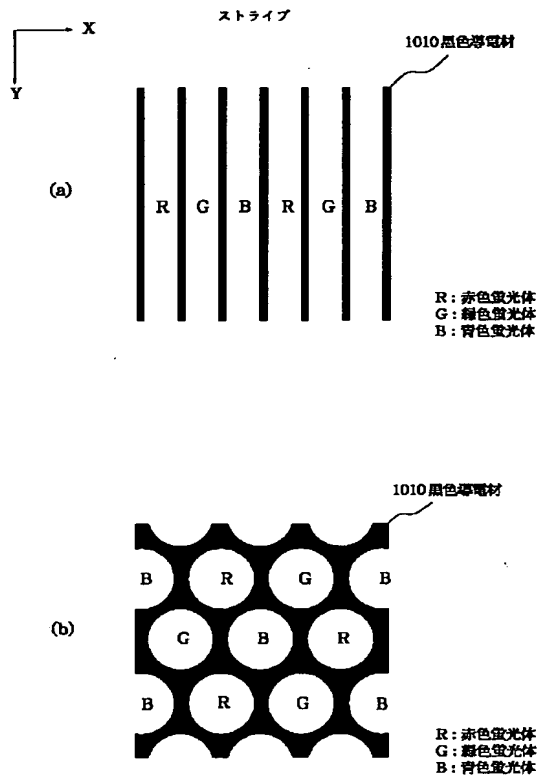 ストライプ
X
Y
1010黒色導電材
(a)
R G B R G B
R：赤色蛍光体
G：緑色蛍光体
B：青色蛍光体
1010黒色導電材
B R G B
(b)
G B R
B R G B
R：赤色蛍光体
G：緑色蛍光体
B：青色蛍光体